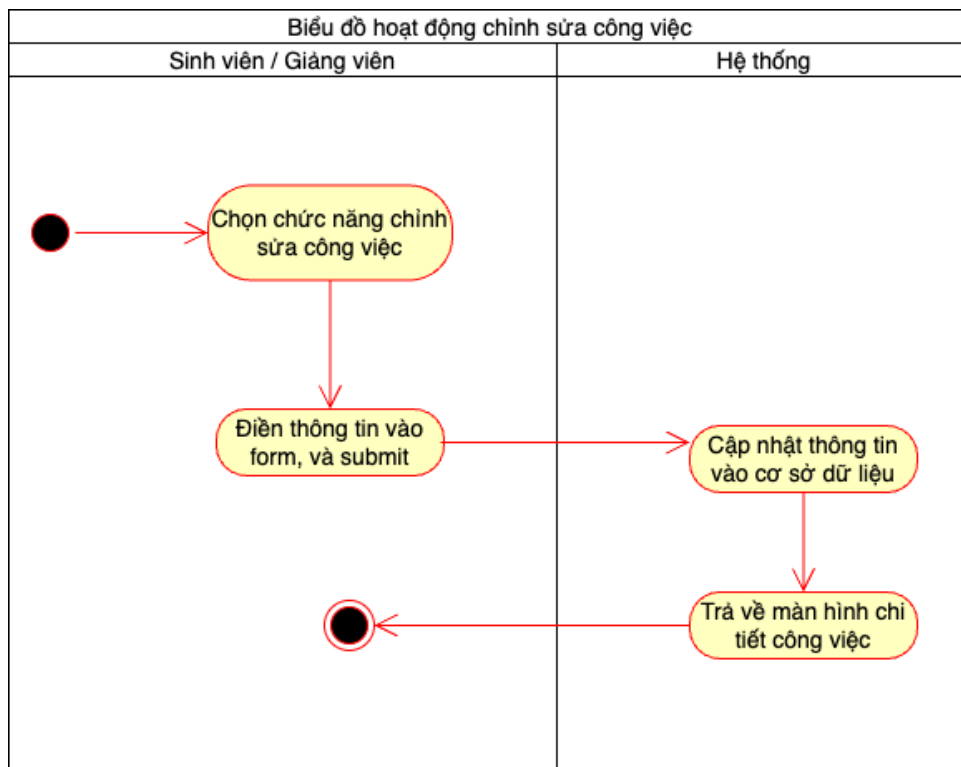 Biểu đồ hoạt động chỉnh sửa công việc
Sinh viên / Giảng viên
Hệ thống
Chọn chức năng chỉnh
sửa công việc
Điền thông tin vào
form, và submit
Cập nhật thông tin
vào cơ sở dữ liệu
Trả về màn hình chi
tiết công việc